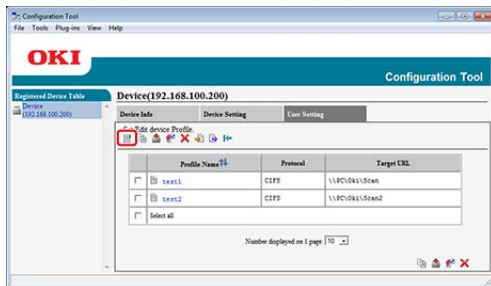 Configuration Tool
File Tools Plug-ins View Help
OKI
Configuration Tool
Registered Device Table
Device
(192.168.100.200)
Device(192.168.100.200)
Device Info Device Setting User Setting
Edit device Profile.
Profile Name Protocol Target URL
test1 CIFS \\PC\Oki\Scan
test2 CIFS \\PC\Oki\Scan2
Select all
Number displayed on 1 page: 10